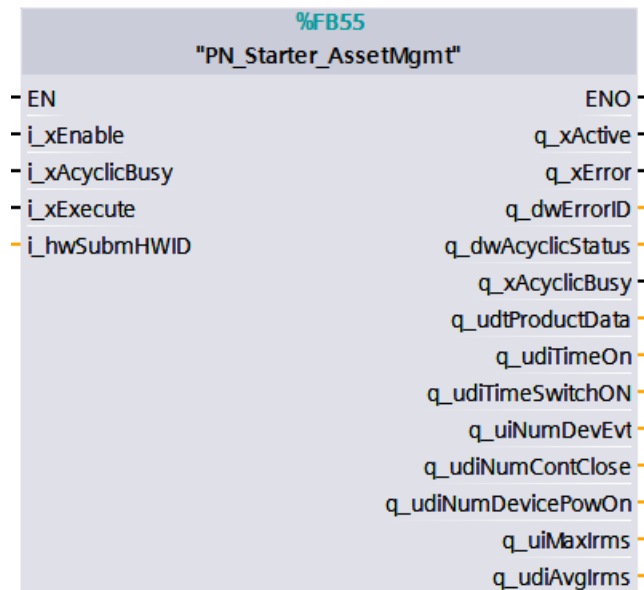 %FB55
"PN_Starter_AssetMgmt"
EN ENO
i_xEnable q_xActive
i_xAcyclicBusy q_xError
i_xExecute q_dwErrorID
i_hwSubmHWID q_dwAcyclicStatus
q_xAcyclicBusy
q_udtProductData
q_udiTimeOn
q_udiTimeSwitchON
q_uiNumDevEvt
q_udiNumContClose
q_udiNumDevicePowOn
q_uiMaxIrms
q_udiAvgIrms